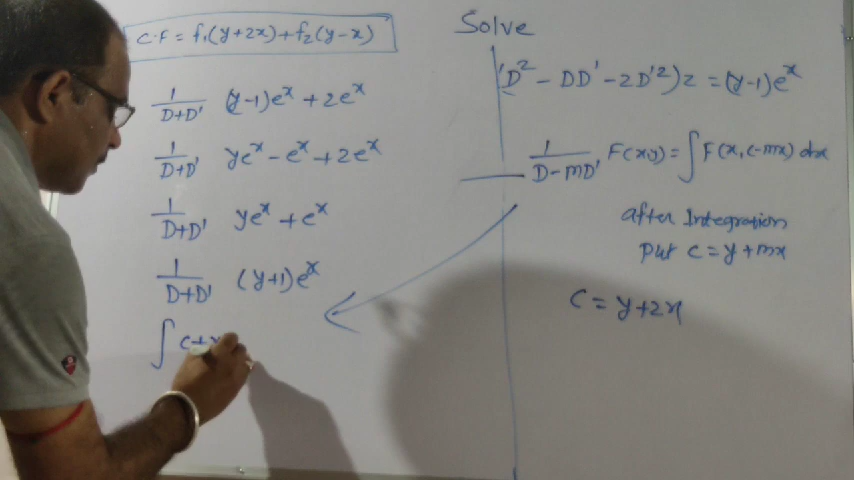 C.F = f₁(y+2x) + f₂(y-x)
1/(D+D') (y-1)eˣ + 2eˣ
1/(D+D') yeˣ - eˣ + 2eˣ
1/(D+D') yeˣ + eˣ
1/(D+D') (y+1)eˣ
∫ c+x
Solve
(D² - DD' - 2D'²)z = (y-1)eˣ
1/(D-mD') F(x,y) = ∫ F(x, c-mx) dx
after Integration
put c = y+mx
C = y+2x